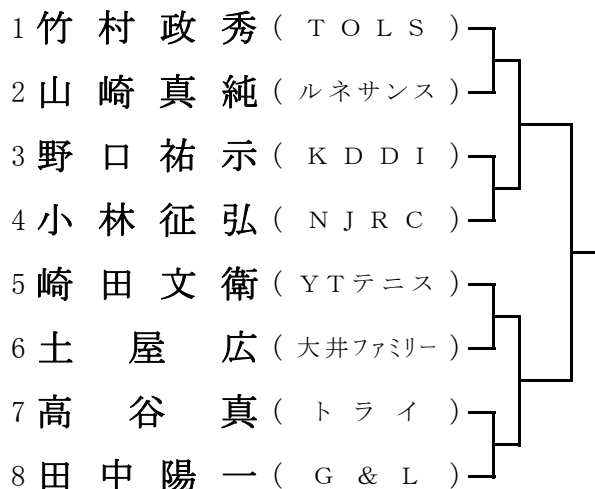 1 竹村政秀 ( TOLS )
2 山崎真純 ( ルネサンス )
3 野口祐示 ( KDDI )
4 小林征弘 ( NJRC )
5 崎田文衛 ( YTテニス )
6 土屋広 ( 大井ファミリー )
7 高谷真 ( トライ )
8 田中陽一 ( G&L )